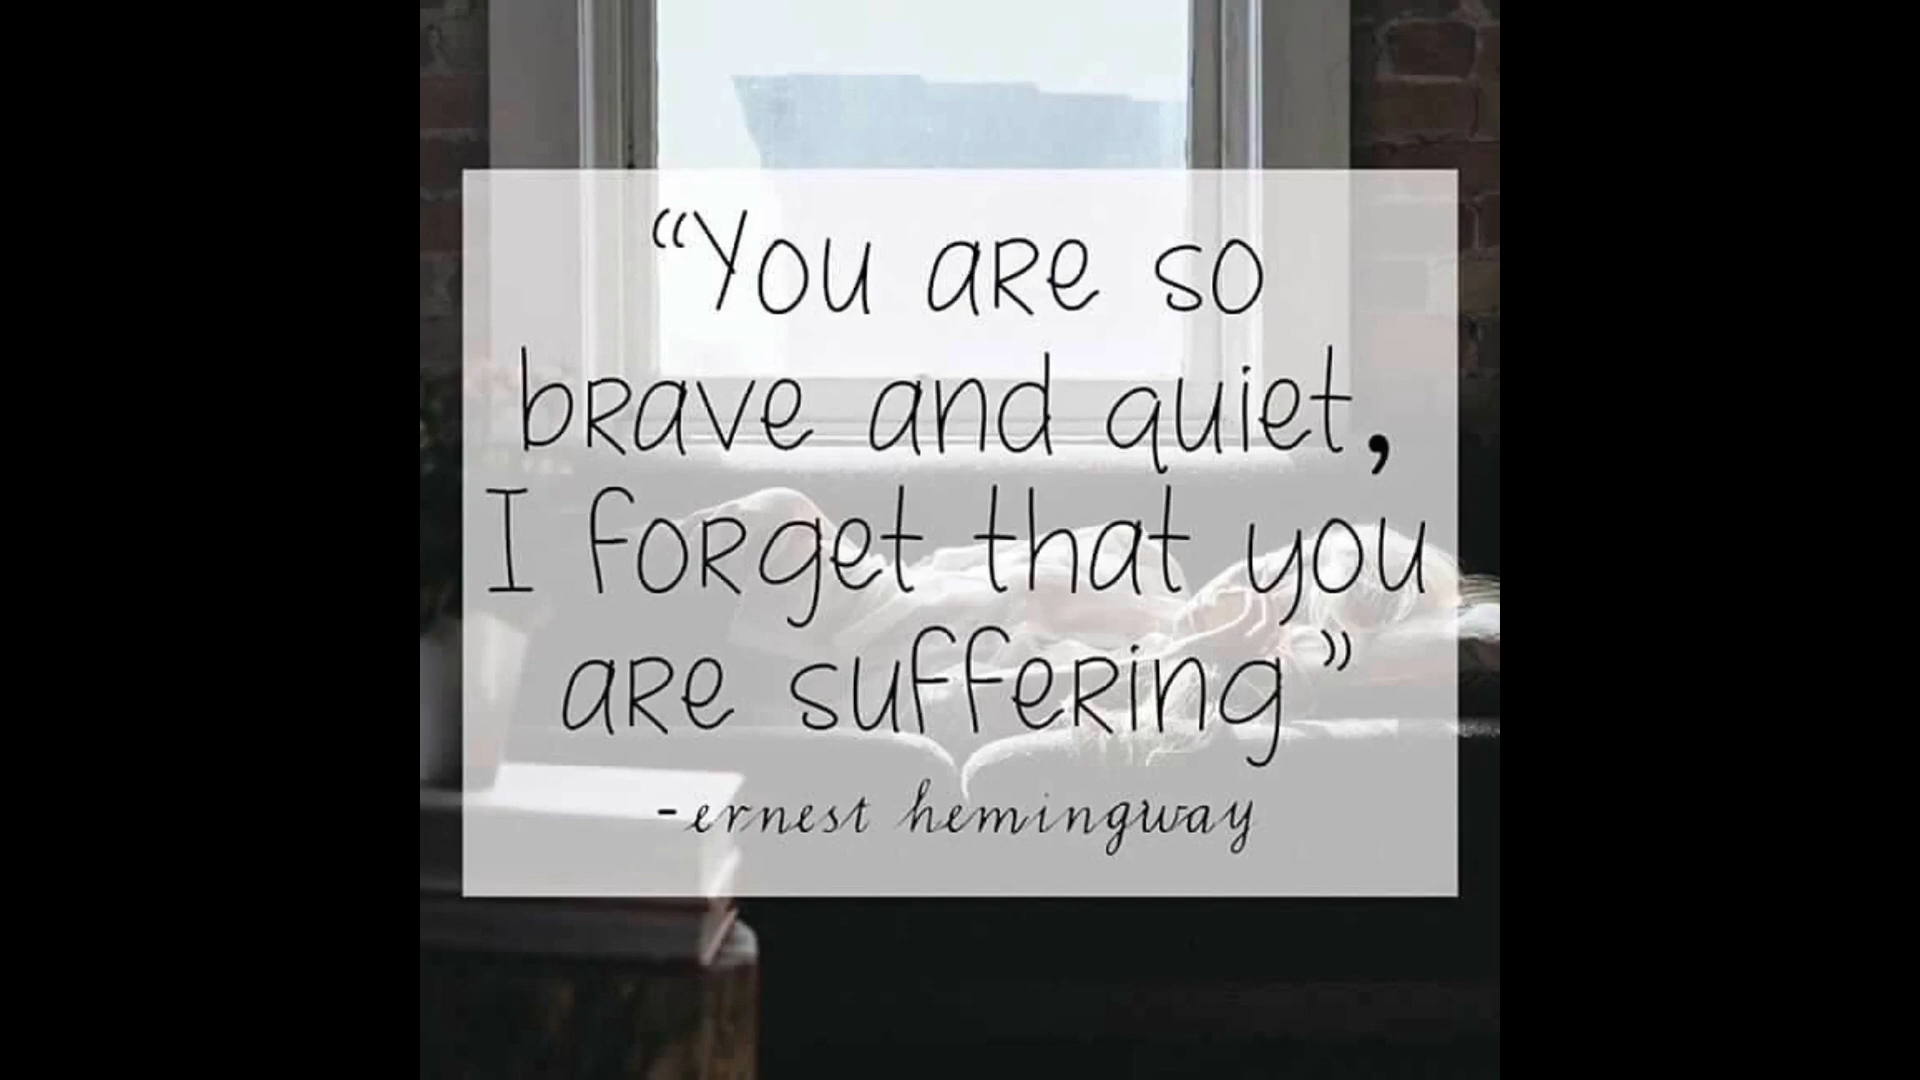 “You are so
brave and quiet,
I forget that you
are suffering”
-ernest hemingway